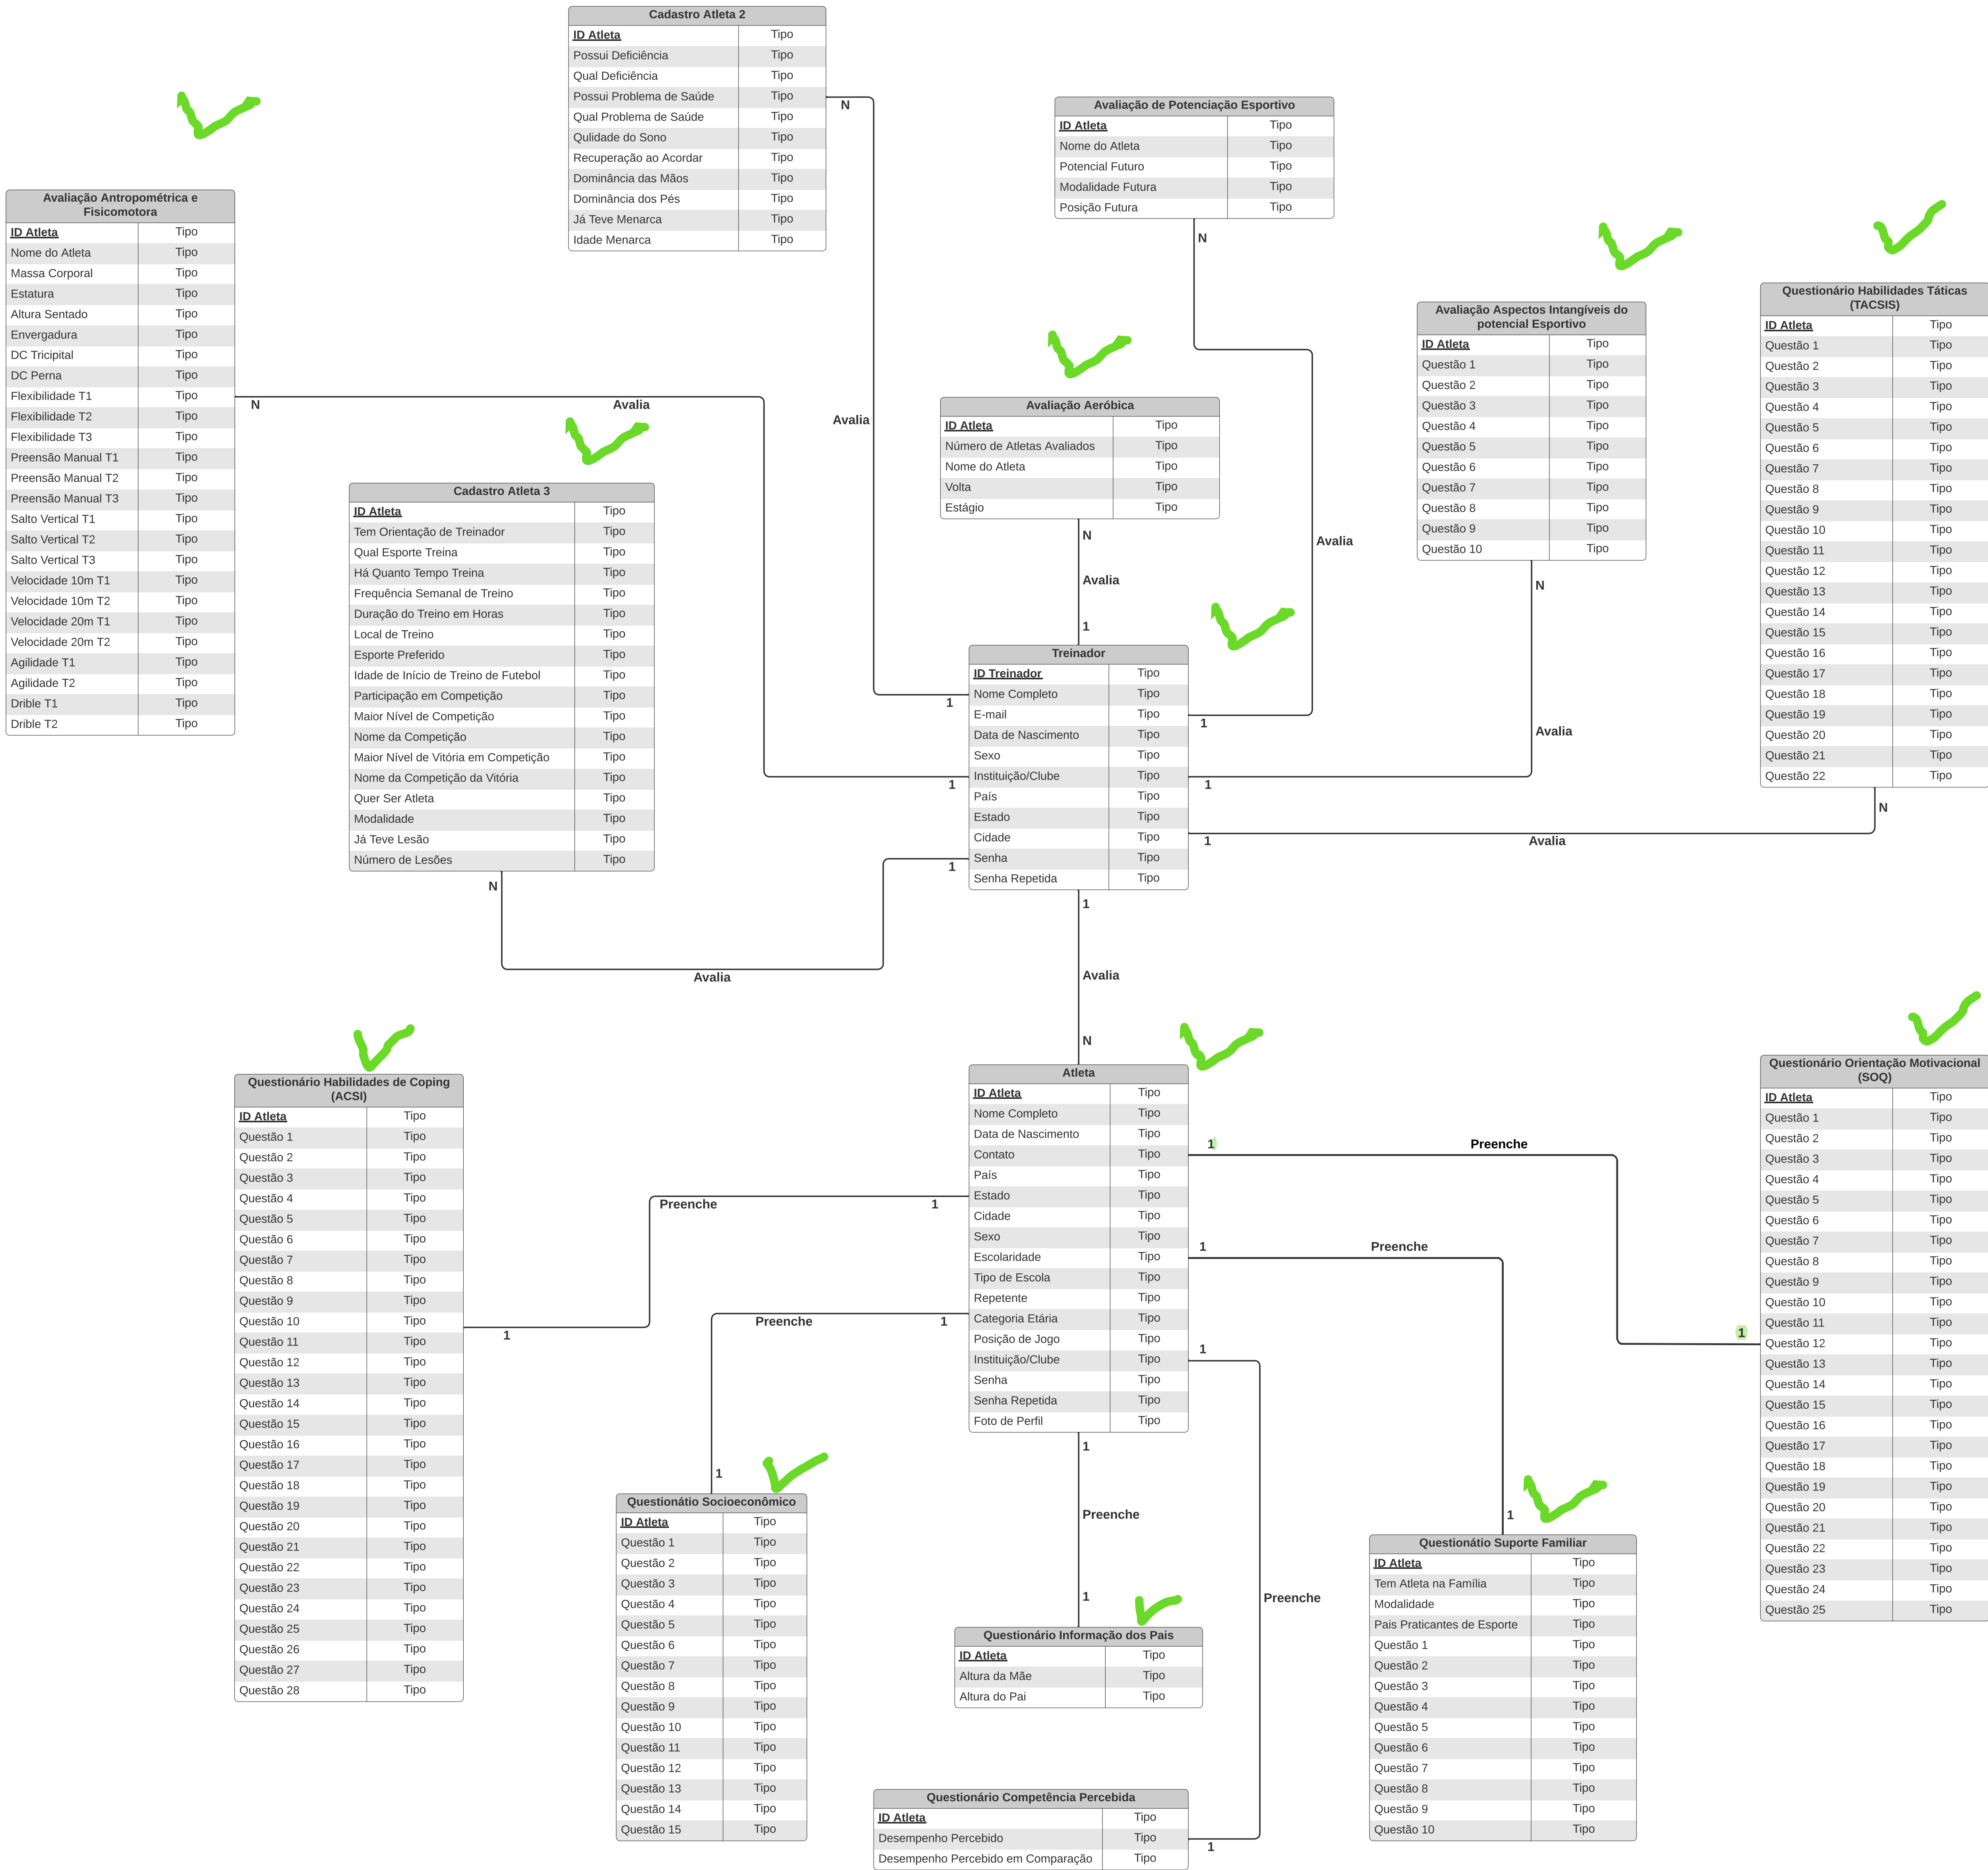 Cadastro Atleta 2
ID Atleta Tipo
Possui Deficiência Tipo
Qual Deficiência Tipo
Possui Problema de Saúde Tipo
Qual Problema de Saúde Tipo
Qulidade do Sono Tipo
Recuperação ao Acordar Tipo
Dominância das Mãos Tipo
Dominância dos Pés Tipo
Já Teve Menarca Tipo
Idade Menarca Tipo
N
Avalia
1
Avaliação de Potenciação Esportivo
ID Atleta Tipo
Nome do Atleta Tipo
Potencial Futuro Tipo
Modalidade Futura Tipo
Posição Futura Tipo
N
Avalia
1
Avaliação Antropométrica e
Fisicomotora
ID Atleta Tipo
Nome do Atleta Tipo
Massa Corporal Tipo
Estatura Tipo
Altura Sentado Tipo
Envergadura Tipo
DC Tricipital Tipo
DC Perna Tipo
Flexibilidade T1 Tipo
Flexibilidade T2 Tipo
Flexibilidade T3 Tipo
Preensão Manual T1 Tipo
Preensão Manual T2 Tipo
Preensão Manual T3 Tipo
Salto Vertical T1 Tipo
Salto Vertical T2 Tipo
Salto Vertical T3 Tipo
Velocidade 10m T1 Tipo
Velocidade 10m T2 Tipo
Velocidade 20m T1 Tipo
Velocidade 20m T2 Tipo
Agilidade T1 Tipo
Agilidade T2 Tipo
Drible T1 Tipo
Drible T2 Tipo
N
Avalia
1
Avaliação Aspectos Intangíveis do
potencial Esportivo
ID Atleta Tipo
Questão 1 Tipo
Questão 2 Tipo
Questão 3 Tipo
Questão 4 Tipo
Questão 5 Tipo
Questão 6 Tipo
Questão 7 Tipo
Questão 8 Tipo
Questão 9 Tipo
Questão 10 Tipo
N
Avalia
1
Questionário Habilidades Táticas
(TACSIS)
ID Atleta Tipo
Questão 1 Tipo
Questão 2 Tipo
Questão 3 Tipo
Questão 4 Tipo
Questão 5 Tipo
Questão 6 Tipo
Questão 7 Tipo
Questão 8 Tipo
Questão 9 Tipo
Questão 10 Tipo
Questão 11 Tipo
Questão 12 Tipo
Questão 13 Tipo
Questão 14 Tipo
Questão 15 Tipo
Questão 16 Tipo
Questão 17 Tipo
Questão 18 Tipo
Questão 19 Tipo
Questão 20 Tipo
Questão 21 Tipo
Questão 22 Tipo
N
Avalia
1
Avaliação Aeróbica
ID Atleta Tipo
Número de Atletas Avaliados Tipo
Nome do Atleta Tipo
Volta Tipo
Estágio Tipo
N
Avalia
1
Cadastro Atleta 3
ID Atleta Tipo
Tem Orientação de Treinador Tipo
Qual Esporte Treina Tipo
Há Quanto Tempo Treina Tipo
Frequência Semanal de Treino Tipo
Duração do Treino em Horas Tipo
Local de Treino Tipo
Esporte Preferido Tipo
Idade de Início de Treino de Futebol Tipo
Participação em Competição Tipo
Maior Nível de Competição Tipo
Nome da Competição Tipo
Maior Nível de Vitória em Competição Tipo
Nome da Competição da Vitória Tipo
Quer Ser Atleta Tipo
Modalidade Tipo
Já Teve Lesão Tipo
Número de Lesões Tipo
N
Avalia
1
Treinador
ID Treinador Tipo
Nome Completo Tipo
E-mail Tipo
Data de Nascimento Tipo
Sexo Tipo
Instituição/Clube Tipo
País Tipo
Estado Tipo
Cidade Tipo
Senha Tipo
Senha Repetida Tipo
1
Avalia
N
Atleta
ID Atleta Tipo
Nome Completo Tipo
Data de Nascimento Tipo
Contato Tipo
País Tipo
Estado Tipo
Cidade Tipo
Sexo Tipo
Escolaridade Tipo
Tipo de Escola Tipo
Repetente Tipo
Categoria Etária Tipo
Posição de Jogo Tipo
Instituição/Clube Tipo
Senha Tipo
Senha Repetida Tipo
Foto de Perfil Tipo
Questionário Habilidades de Coping
(ACSI)
ID Atleta Tipo
Questão 1 Tipo
Questão 2 Tipo
Questão 3 Tipo
Questão 4 Tipo
Questão 5 Tipo
Questão 6 Tipo
Questão 7 Tipo
Questão 8 Tipo
Questão 9 Tipo
Questão 10 Tipo
Questão 11 Tipo
Questão 12 Tipo
Questão 13 Tipo
Questão 14 Tipo
Questão 15 Tipo
Questão 16 Tipo
Questão 17 Tipo
Questão 18 Tipo
Questão 19 Tipo
Questão 20 Tipo
Questão 21 Tipo
Questão 22 Tipo
Questão 23 Tipo
Questão 24 Tipo
Questão 25 Tipo
Questão 26 Tipo
Questão 27 Tipo
Questão 28 Tipo
1
Preenche
1
Questionário Orientação Motivacional
(SOQ)
ID Atleta Tipo
Questão 1 Tipo
Questão 2 Tipo
Questão 3 Tipo
Questão 4 Tipo
Questão 5 Tipo
Questão 6 Tipo
Questão 7 Tipo
Questão 8 Tipo
Questão 9 Tipo
Questão 10 Tipo
Questão 11 Tipo
Questão 12 Tipo
Questão 13 Tipo
Questão 14 Tipo
Questão 15 Tipo
Questão 16 Tipo
Questão 17 Tipo
Questão 18 Tipo
Questão 19 Tipo
Questão 20 Tipo
Questão 21 Tipo
Questão 22 Tipo
Questão 23 Tipo
Questão 24 Tipo
Questão 25 Tipo
1
Preenche
1
Questionátio Socioeconômico
ID Atleta Tipo
Questão 1 Tipo
Questão 2 Tipo
Questão 3 Tipo
Questão 4 Tipo
Questão 5 Tipo
Questão 6 Tipo
Questão 7 Tipo
Questão 8 Tipo
Questão 9 Tipo
Questão 10 Tipo
Questão 11 Tipo
Questão 12 Tipo
Questão 13 Tipo
Questão 14 Tipo
Questão 15 Tipo
1
Preenche
1
Questionário Informação dos Pais
ID Atleta Tipo
Altura da Mãe Tipo
Altura do Pai Tipo
1
Preenche
1
Questionátio Suporte Familiar
ID Atleta Tipo
Tem Atleta na Família Tipo
Modalidade Tipo
Pais Praticantes de Esporte Tipo
Questão 1 Tipo
Questão 2 Tipo
Questão 3 Tipo
Questão 4 Tipo
Questão 5 Tipo
Questão 6 Tipo
Questão 7 Tipo
Questão 8 Tipo
Questão 9 Tipo
Questão 10 Tipo
1
Preenche
1
Questionário Competência Percebida
ID Atleta Tipo
Desempenho Percebido Tipo
Desempenho Percebido em Comparação Tipo
1
Preenche
1